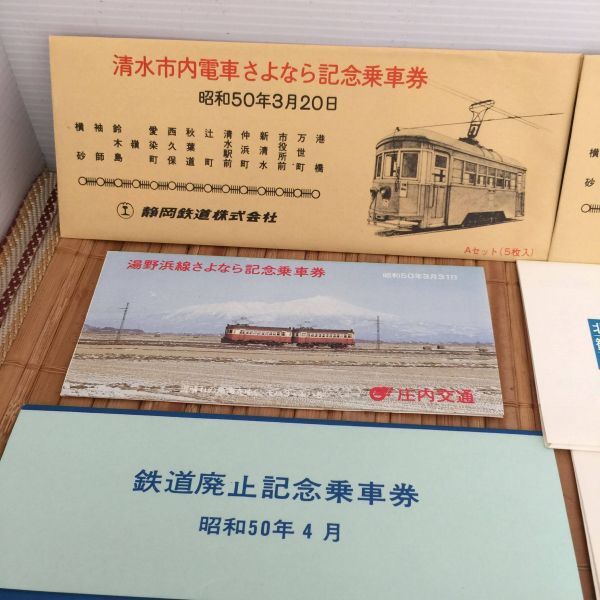 清水市内電車さよなら記念乗車券
昭和50年3月20日
横砂
袖師
鈴木島
嶺
愛染町
西久保
秋葉道
辻町
清水駅前
仲浜町
新清水
市役所前
万世町
港橋
静岡鉄道株式会社
Aセット(5枚入)
湯野浜線さよなら記念乗車券
昭和50年3月31日
庄内交通
鉄道廃止記念乗車券
昭和50年4月
北